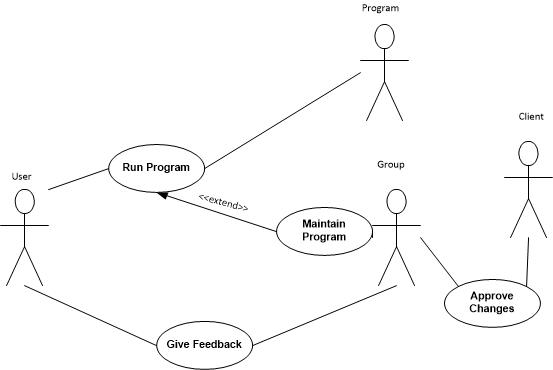 Program
Client
Run Program
Group
User
<<extend>>
Maintain
Program
Approve
Changes
Give Feedback